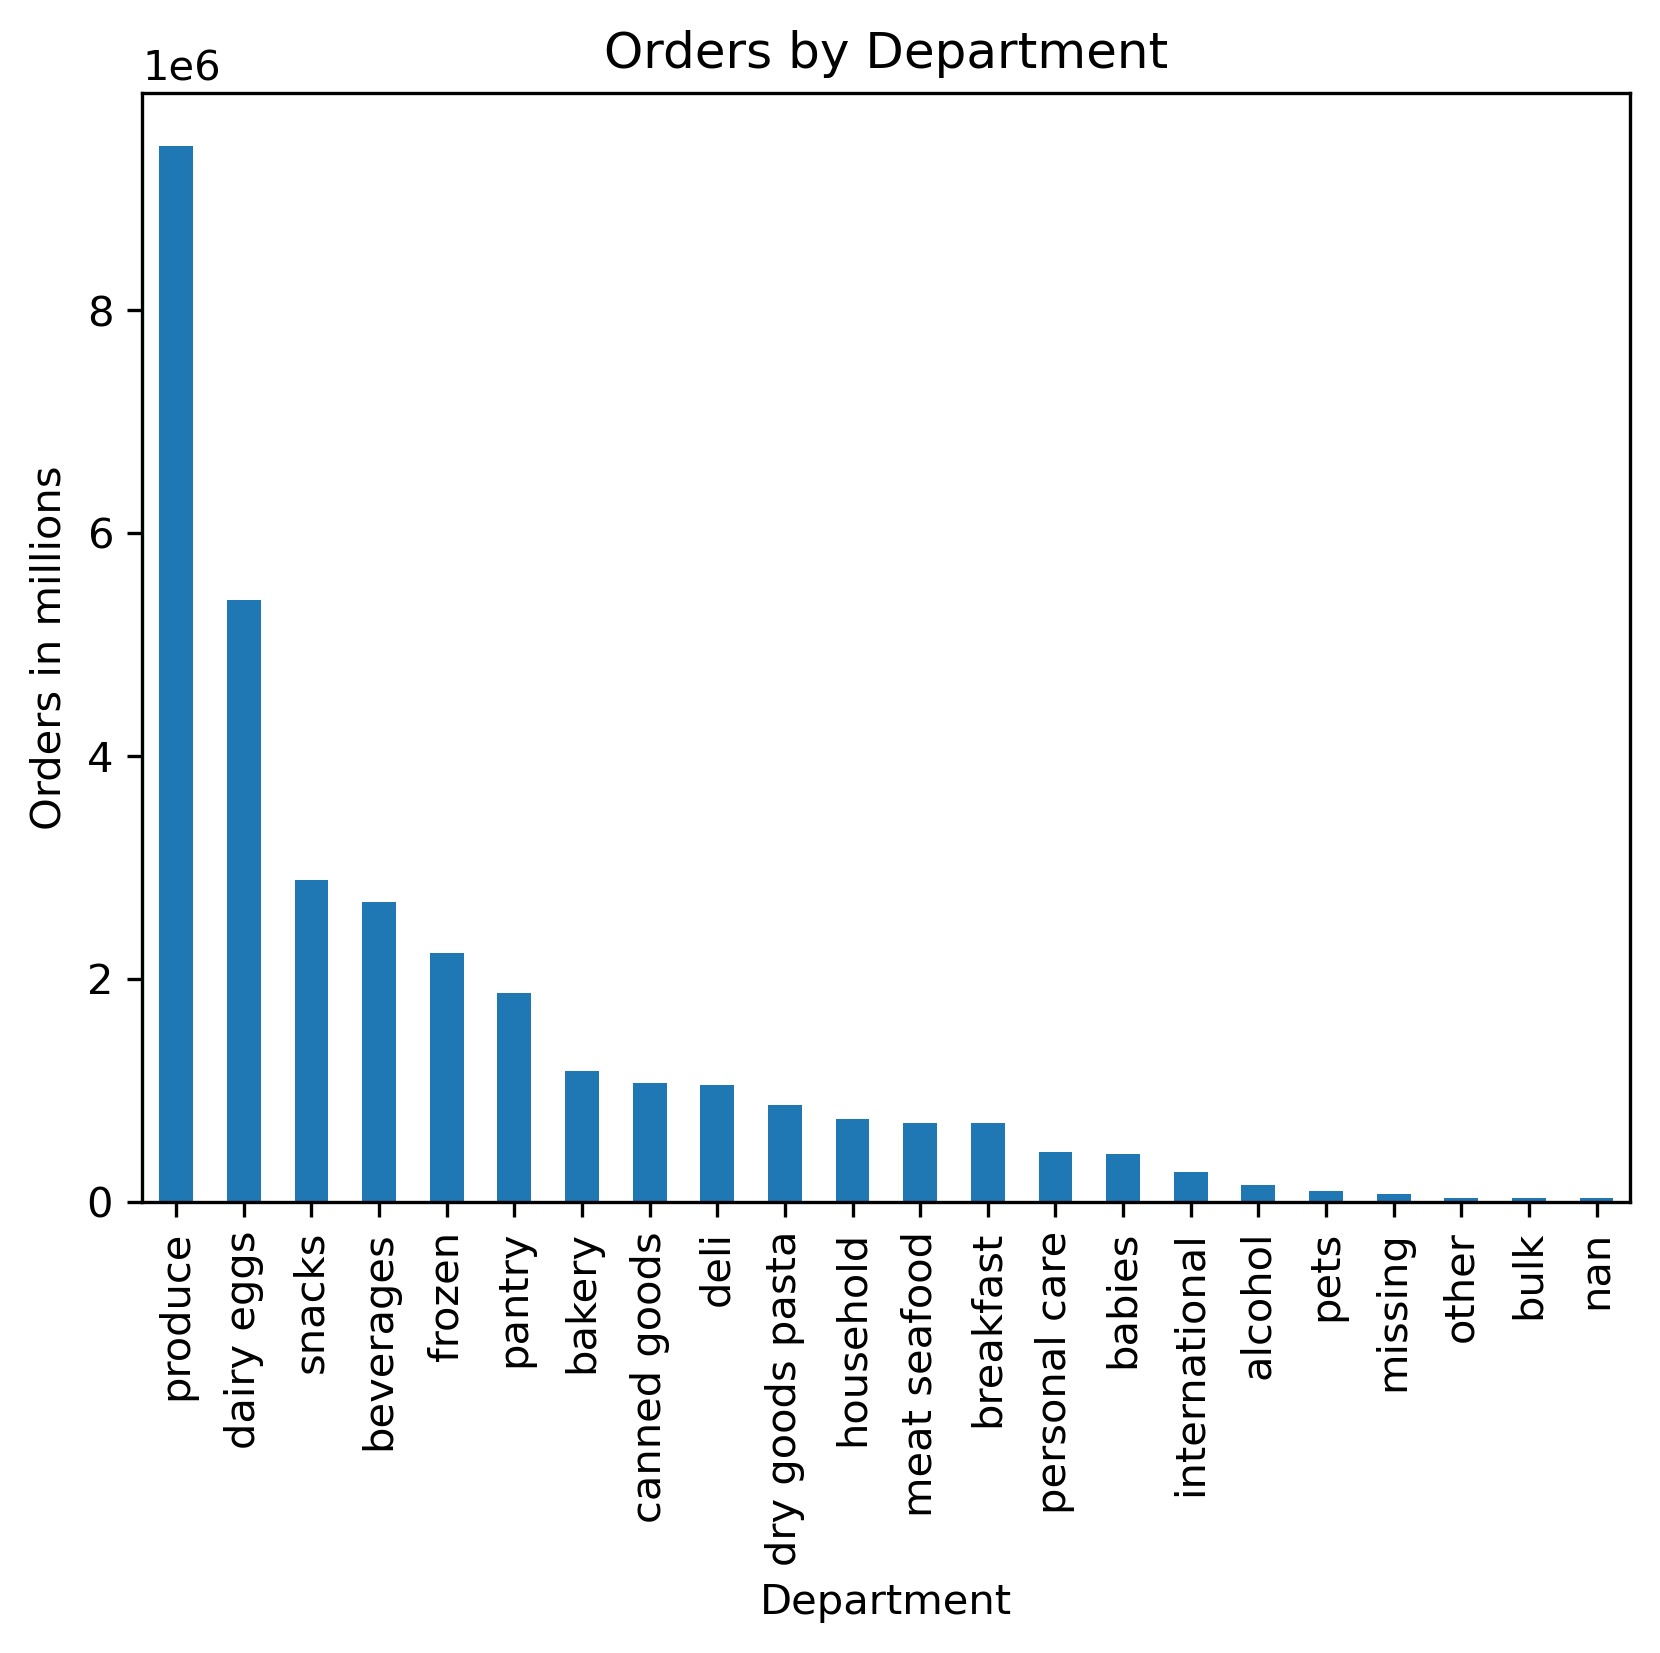 Orders by Department
1e6
8
6
4
2
0
Orders in millions
produce
dairy eggs
snacks
beverages
frozen
pantry
bakery
canned goods
deli
dry goods pasta
household
meat seafood
breakfast
personal care
babies
international
alcohol
pets
missing
other
bulk
nan
Department